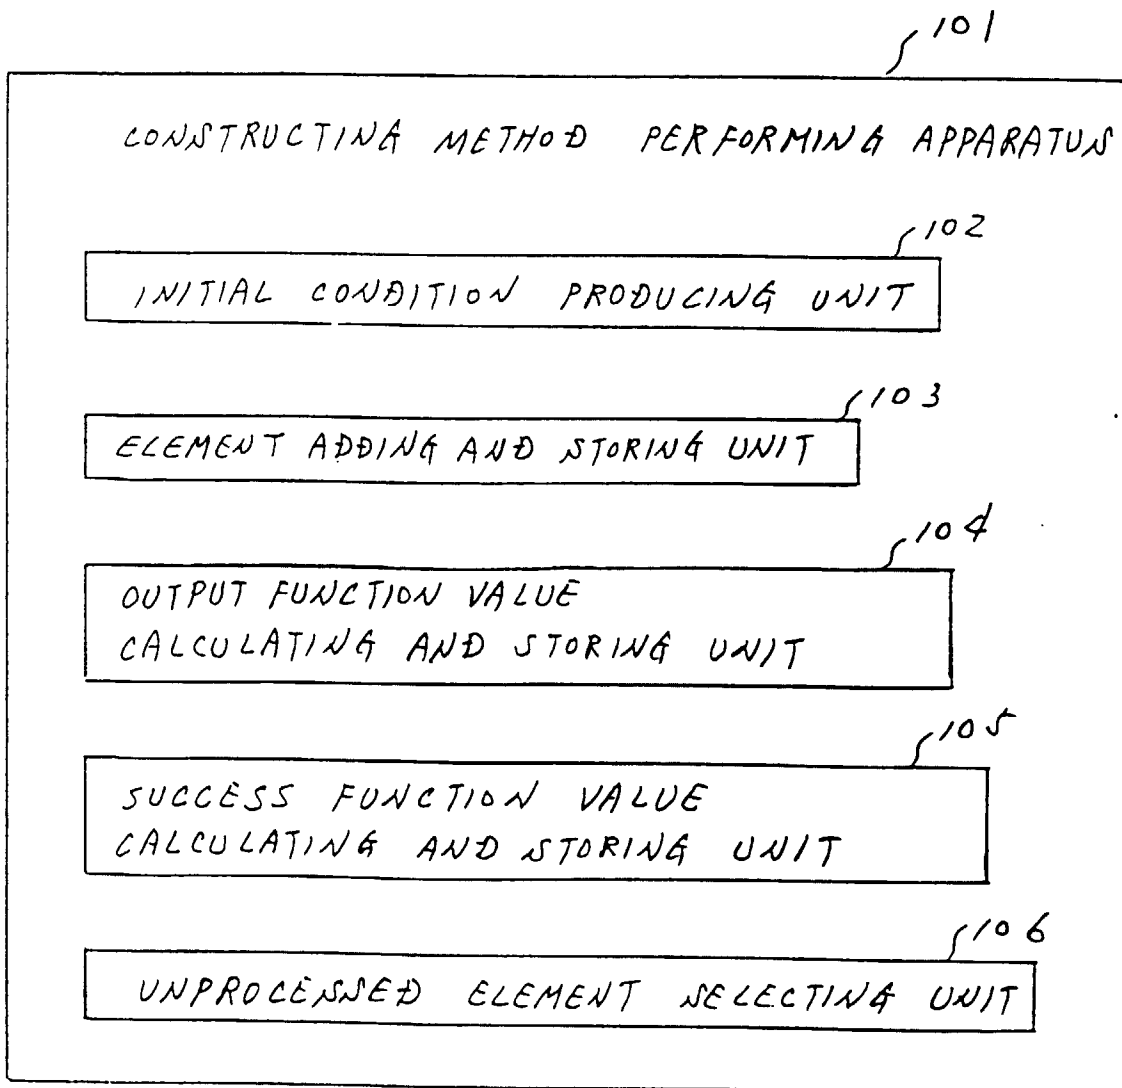 101
CONSTRUCTING METHOD PERFORMING APPARATUS
102
INITIAL CONDITION PRODUCING UNIT
103
ELEMENT ADDING AND STORING UNIT
104
OUTPUT FUNCTION VALUE
CALCULATING AND STORING UNIT
105
SUCCESS FUNCTION VALUE
CALCULATING AND STORING UNIT
106
UNPROCESSED ELEMENT SELECTING UNIT